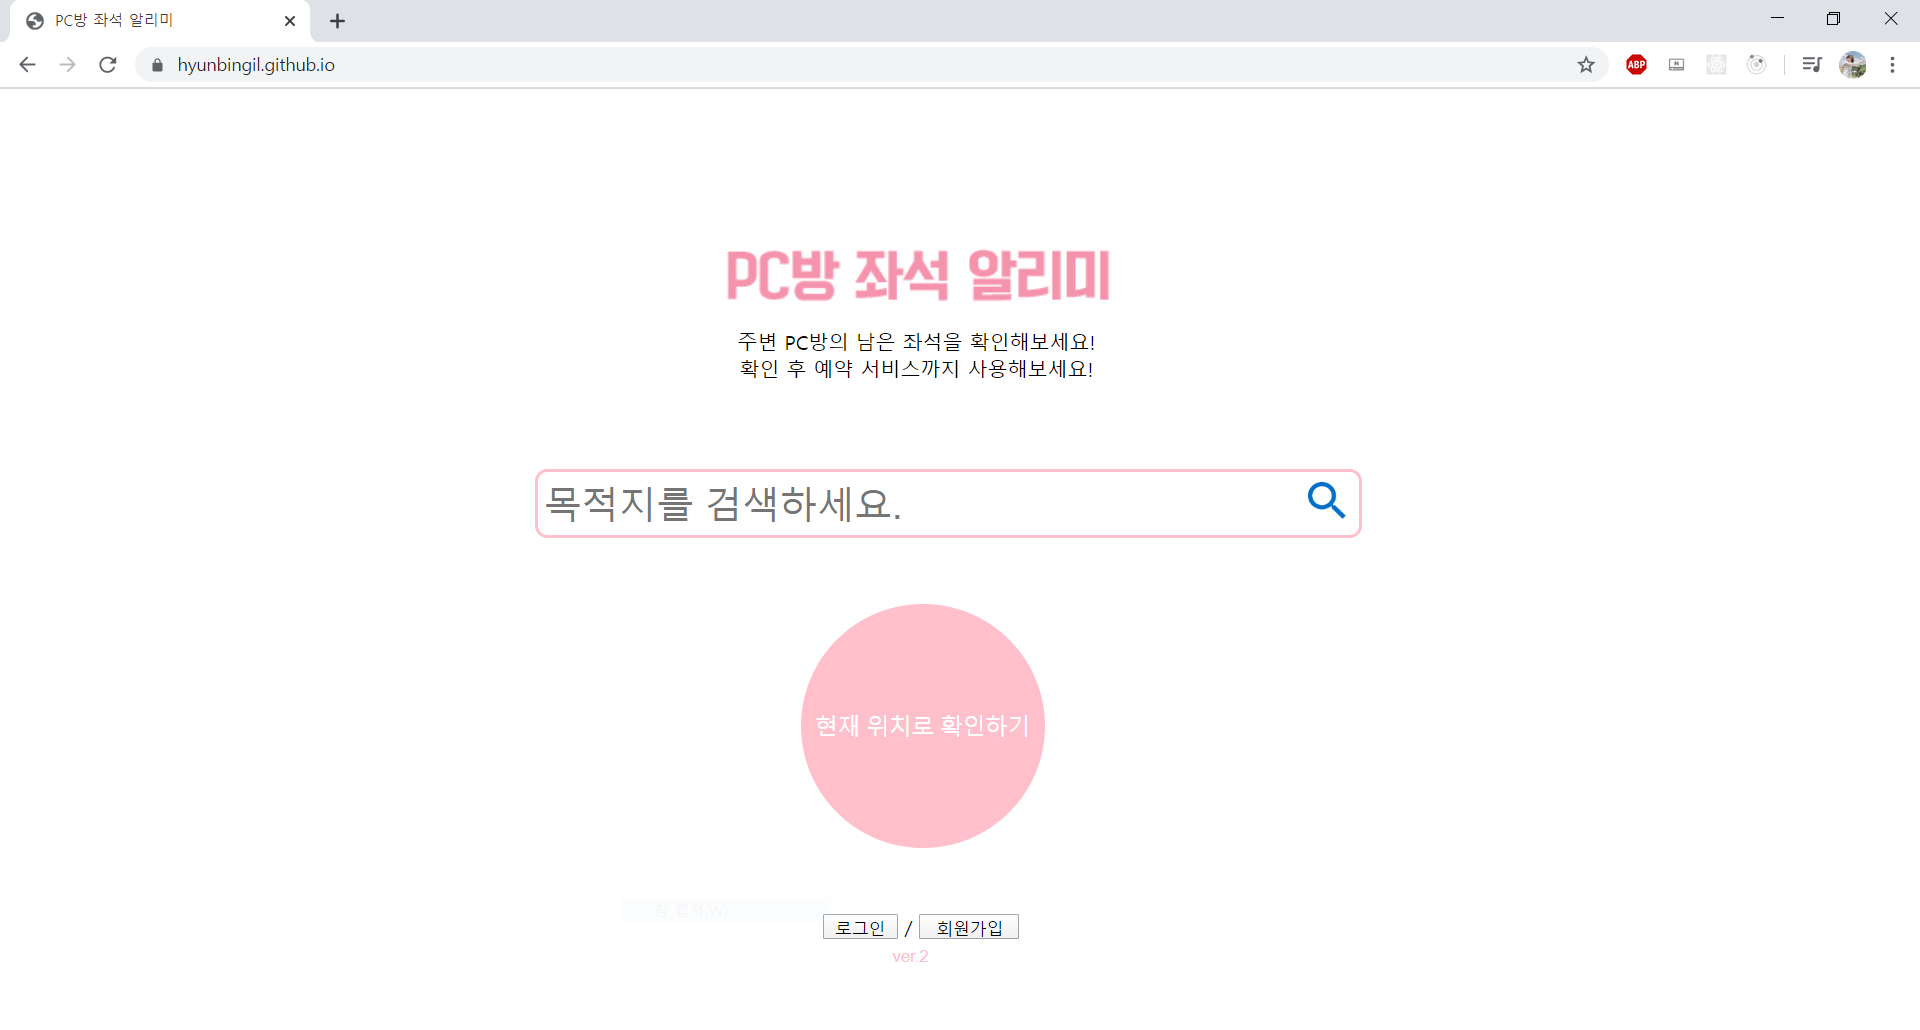 PC방 좌석 알리미
hyunbingil.github.io
ABP
PC방 좌석 알리미
주변 PC방의 남은 좌석을 확인해보세요!
확인 후 예약 서비스까지 사용해보세요!
목적지를 검색하세요.
현재 위치로 확인하기
로그인 / 회원가입
ver.2